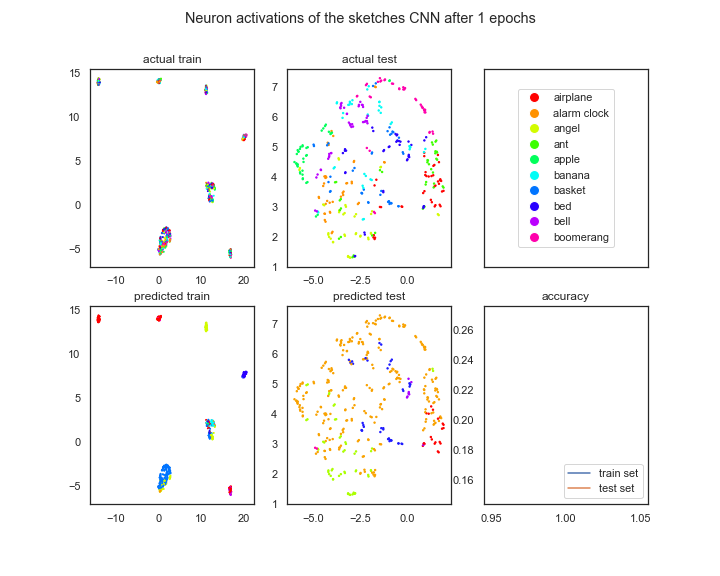 Neuron activations of the sketches CNN after 1 epochs
actual train
actual test
15
10
5
0
−5
−10
0
10
20
7
6
5
4
3
2
1
−5.0
−2.5
0.0
airplane
alarm clock
angel
ant
apple
banana
basket
bed
bell
boomerang
predicted train
predicted test
accuracy
15
10
5
0
−5
−10
0
10
20
7
6
5
4
3
2
1
−5.0
−2.5
0.0
0.26
0.24
0.22
0.20
0.18
0.16
train set
test set
0.95
1.00
1.05